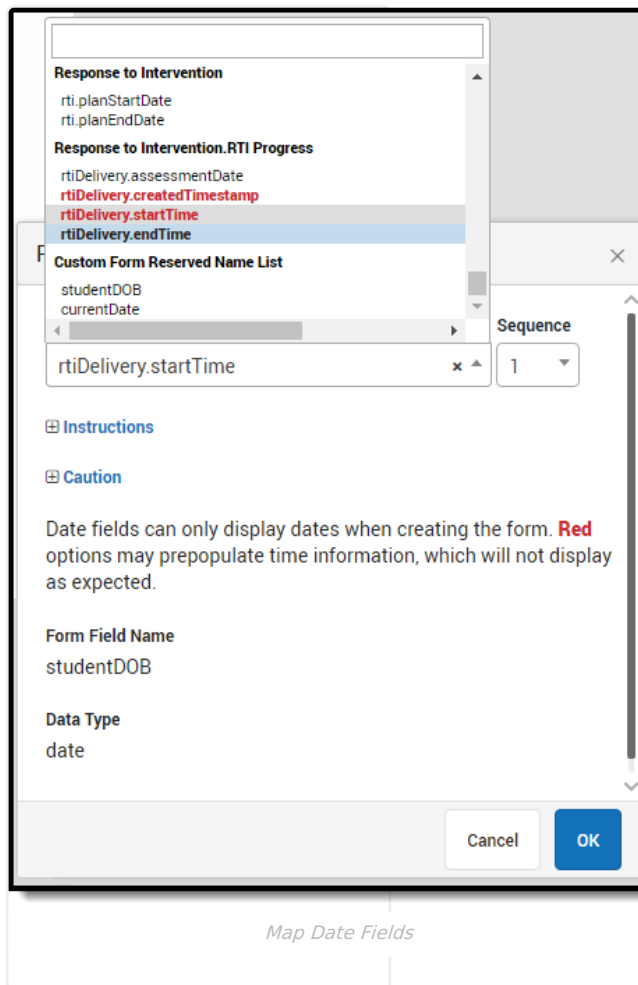 Response to Intervention
rti.planStartDate
rti.planEndDate
Response to Intervention.RTI Progress
rtiDelivery.assessmentDate
rtiDelivery.createdTimestamp
rtiDelivery.startTime
rtiDelivery.endTime
Custom Form Reserved Name List
studentDOB
currentDate
Sequence
rtiDelivery.startTime
1
Instructions
Caution
Date fields can only display dates when creating the form. Red
options may prepopulate time information, which will not display
as expected.
Form Field Name
studentDOB
Data Type
date
Cancel
OK
Map Date Fields